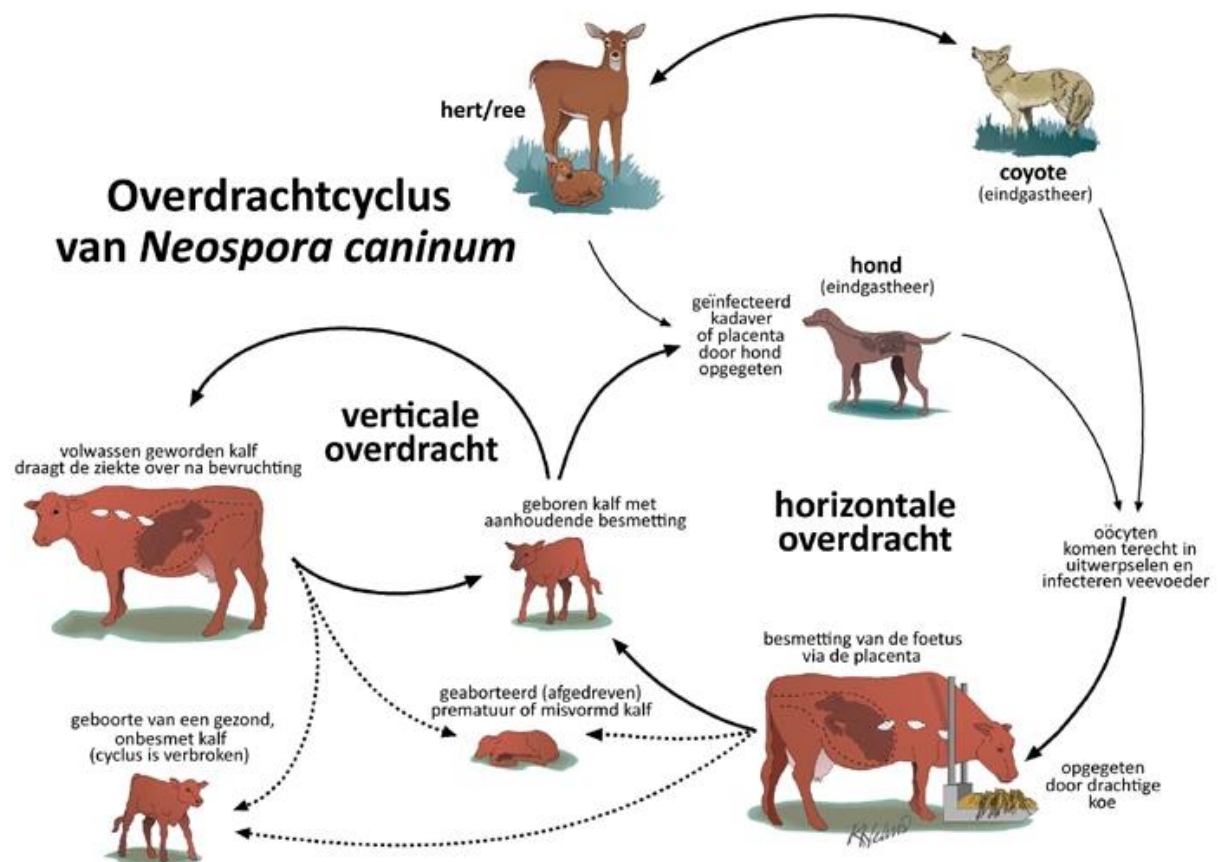 hert/ree
coyote
(eindgastheer)
Overdrachtcyclus
van Neospora caninum
hond
(eindgastheer)
geïnfecteerd
kadaver
of placenta
door hond
opgegeten
verticale
overdracht
volwassen geworden kalf
draagt de ziekte over na bevruchting
geboren kalf met
aanhoudende besmetting
horizontale
overdracht
oöcyten
komen terecht in
uitwerpselen en
infecteren veevoeder
besmetting van de foetus
via de placenta
geaborteerd (afgedreven)
prematuur of misvormd kalf
geboorte van een gezond,
onbesmet kalf
(cyclus is verbroken)
opgegeten
door drachtige
koe